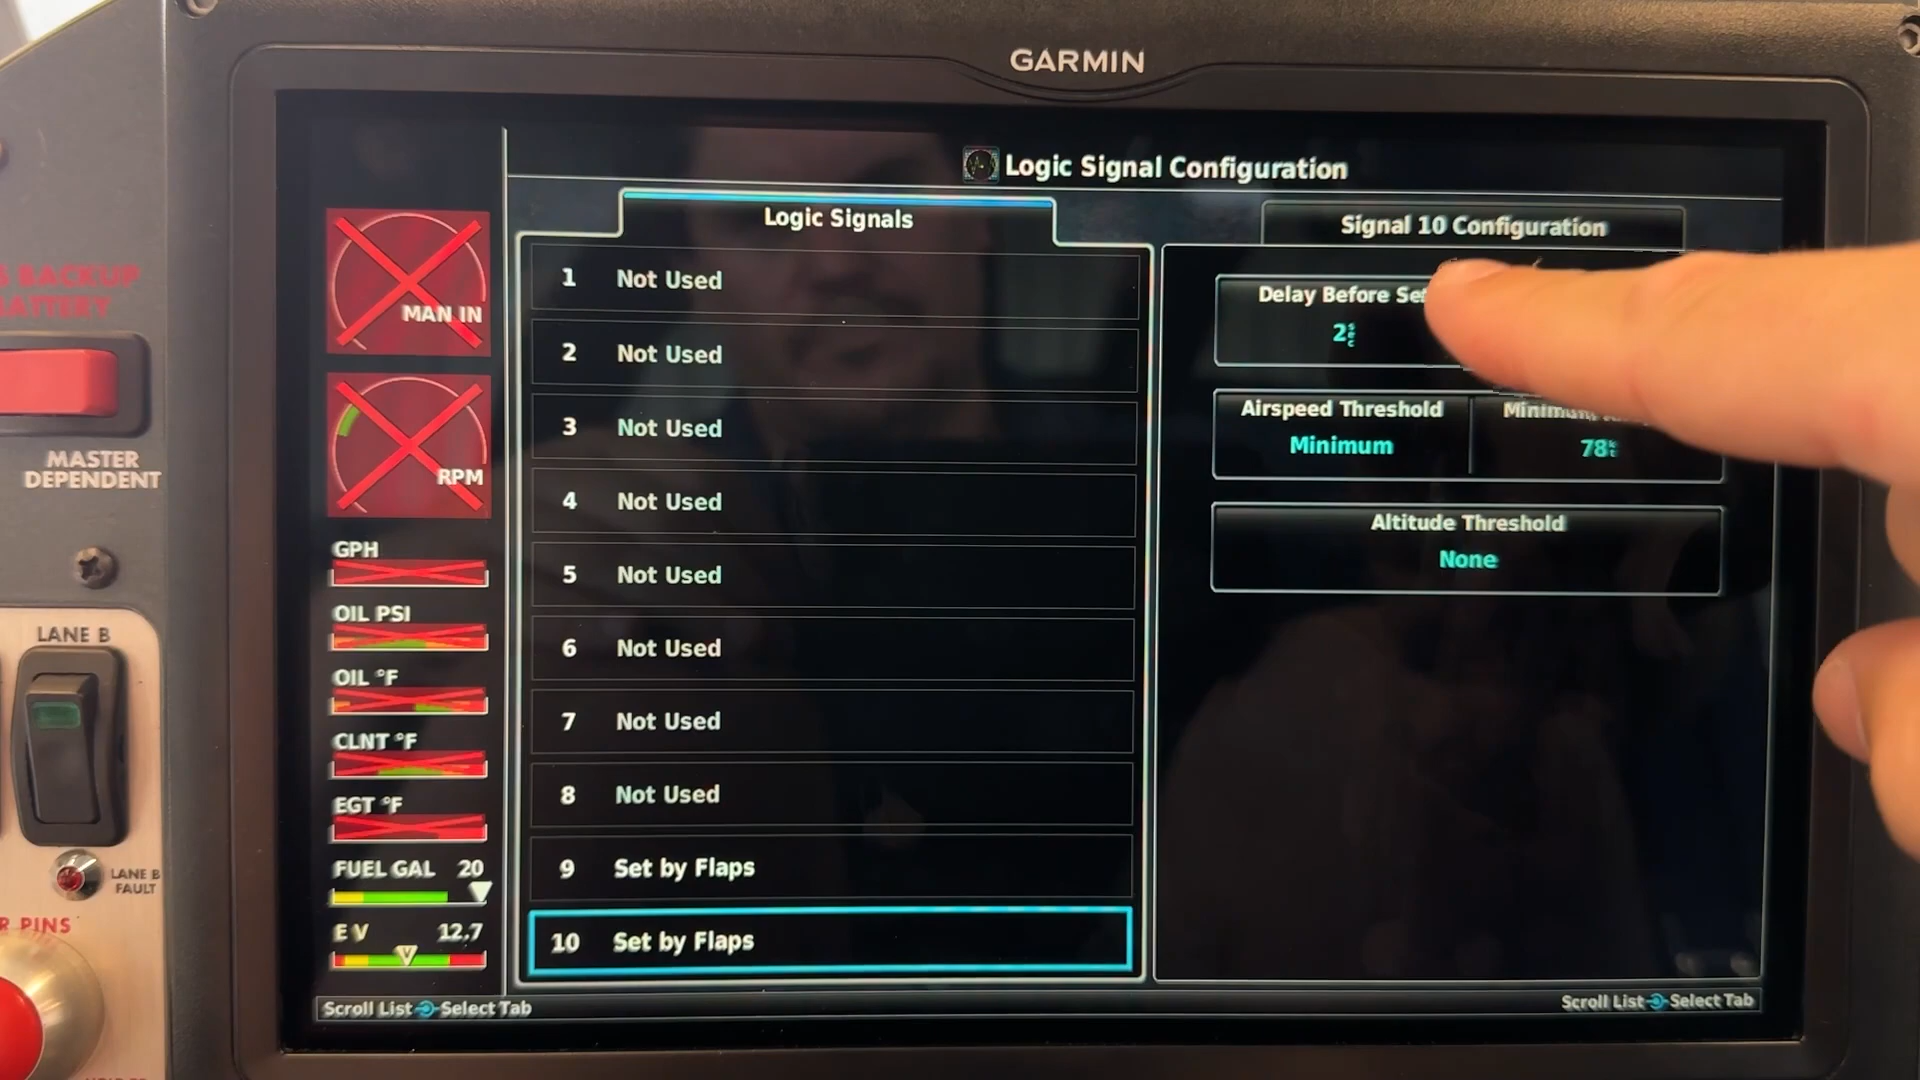 GARMIN
Logic Signal Configuration
Logic Signals
Signal 10 Configuration
1 Not Used
2 Not Used
3 Not Used
4 Not Used
5 Not Used
6 Not Used
7 Not Used
8 Not Used
9 Set by Flaps
10 Set by Flaps
Delay Before
2 sec
Airspeed Threshold
Minimum
78 kt
Altitude Threshold
None
MAN IN
RPM
GPH
OIL PSI
OIL °F
CLNT °F
EGT °F
FUEL GAL 20
E V 12.7
V
Scroll List Select Tab
Scroll List Select Tab
BACKUP
MASTER
DEPENDENT
LANE B
LANE B
FAULT
PINS